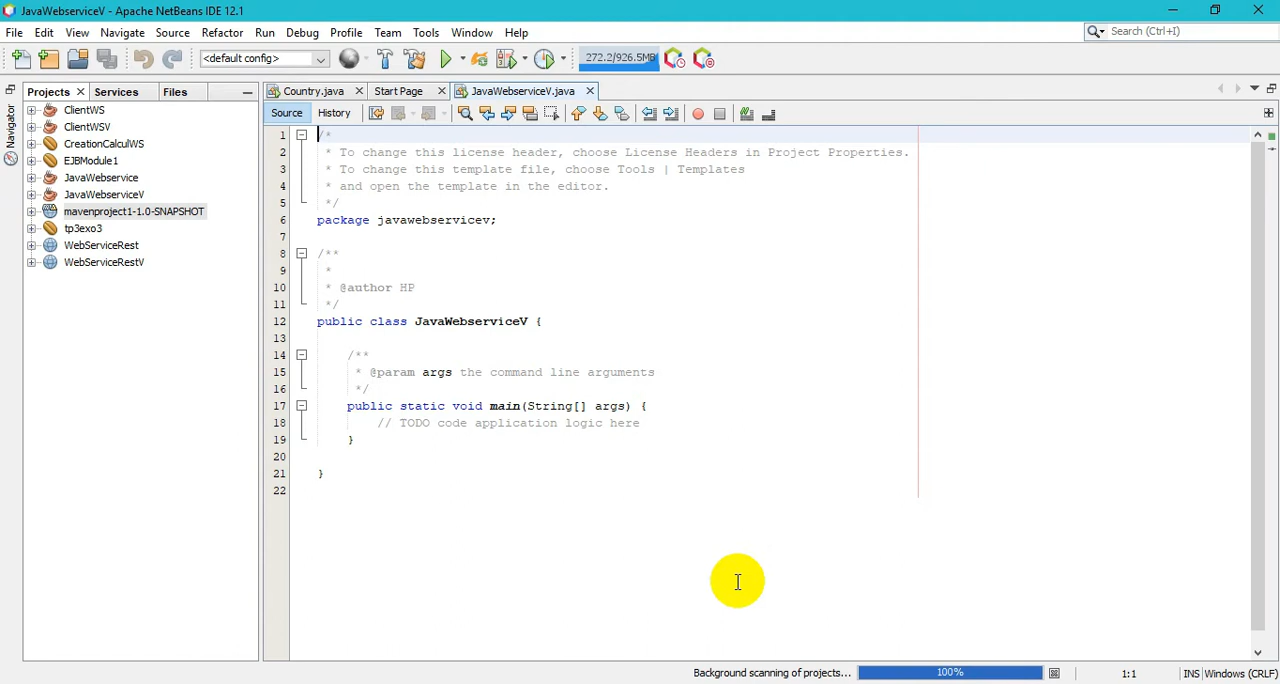 JavaWebserviceV - Apache NetBeans IDE 12.1
File Edit View Navigate Source Refactor Run Debug Profile Team Tools Window Help
Search (Ctrl+I)
<default config>
272.2/926.5MB
Projects Services Files
Navigator
ClientWS
ClientWSV
CreationCalculWS
EJBModule1
JavaWebservice
JavaWebserviceV
mavenproject1-1.0-SNAPSHOT
tp3exo3
WebServiceRest
WebServiceRestV
Country.java Start Page JavaWebserviceV.java
Source History
1 /*
2 * To change this license header, choose License Headers in Project Properties.
3 * To change this template file, choose Tools | Templates
4 * and open the template in the editor.
5 */
6 package javawebservicev;
7
8 /**
9 *
10 * @author HP
11 */
12 public class JavaWebserviceV {
13
14 /**
15 * @param args the command line arguments
16 */
17 public static void main(String[] args) {
18 // TODO code application logic here
19 }
20
21 }
22
Background scanning of projects... 100% 1:1 INS Windows (CRLF)